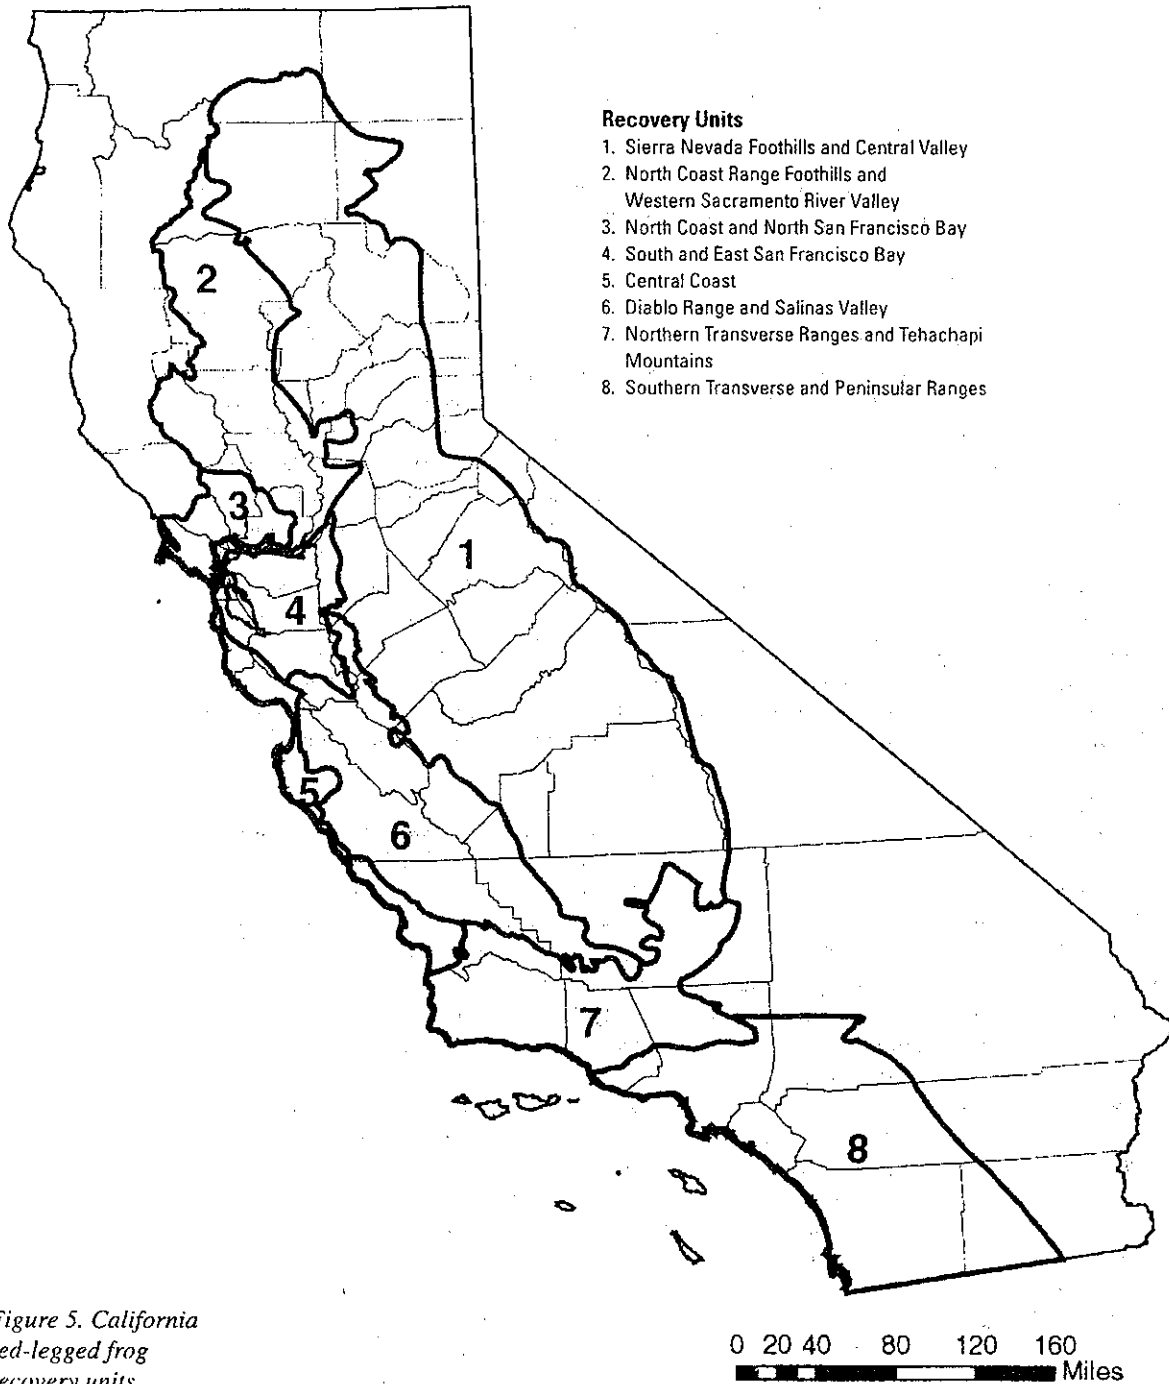 Recovery Units
1. Sierra Nevada Foothills and Central Valley
2. North Coast Range Foothills and
Western Sacramento River Valley
3. North Coast and North San Francisco Bay
4. South and East San Francisco Bay
5. Central Coast
6. Diablo Range and Salinas Valley
7. Northern Transverse Ranges and Tehachapi
Mountains
8. Southern Transverse and Peninsular Ranges
2
3
1
4
5
6
7
8
igure 5. California
ed-legged frog
ecovery units
0 20 40 80 120 160
Miles